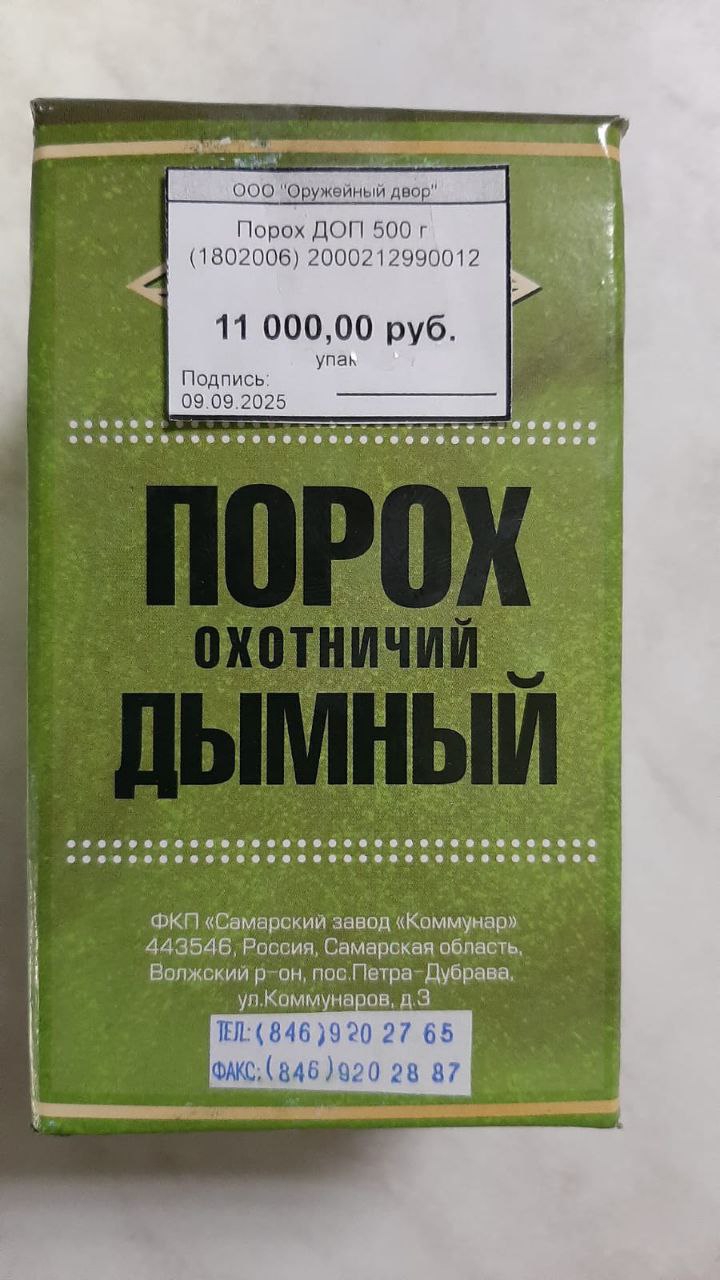 ООО "Оружейный двор"
Порох ДОП 500 г
(1802006) 2000212990012
11 000,00 руб.
упак
Подпись:
09.09.2025
ПОРОХ
ОХОТНИЧИЙ
ДЫМНЫЙ
ФКП «Самарский завод «Коммунар»
443546, Россия, Самарская область,
Волжский р-он, пос.Петра-Дубрава,
ул.Коммунаров, д.3
ТЕЛ.:(846)920 27 65
ФАКС:(846)920 28 87